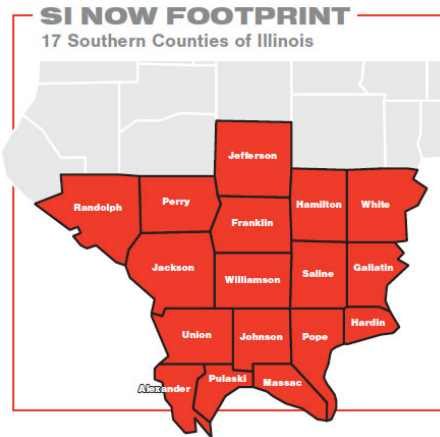 SI NOW FOOTPRINT
17 Southern Counties of Illinois
Jefferson
Randolph
Perry
Hamilton
White
Franklin
Jackson
Williamson
Saline
Gallatin
Hardin
Union
Johnson
Pope
Alexander
Pulaski
Massac